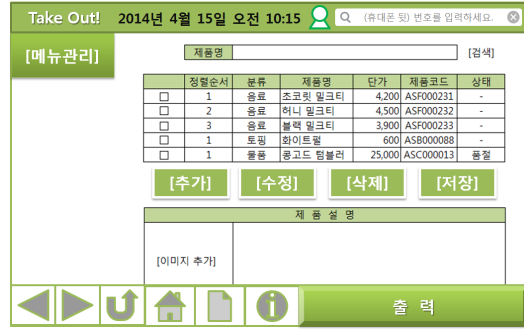 Take Out! 2014년 4월 15일 오전 10:15 (휴대폰 뒷) 번호를 입력하세요.
[메뉴관리]
제품명 [검색]
정렬순서 분류 제품명 단가 제품코드 상태
1 음료 초코릿 밀크티 4,200 ASF000231 -
2 음료 허니 밀크티 4,500 ASF000232 -
3 음료 블랙 밀크티 3,900 ASF000233 -
1 토핑 화이트펄 600 ASB000088 -
1 물품 콩고드 텀블러 25,000 ASC000013 품절
[추가] [수정] [삭제] [저장]
제 품 설 명
[이미지 추가]
출 력